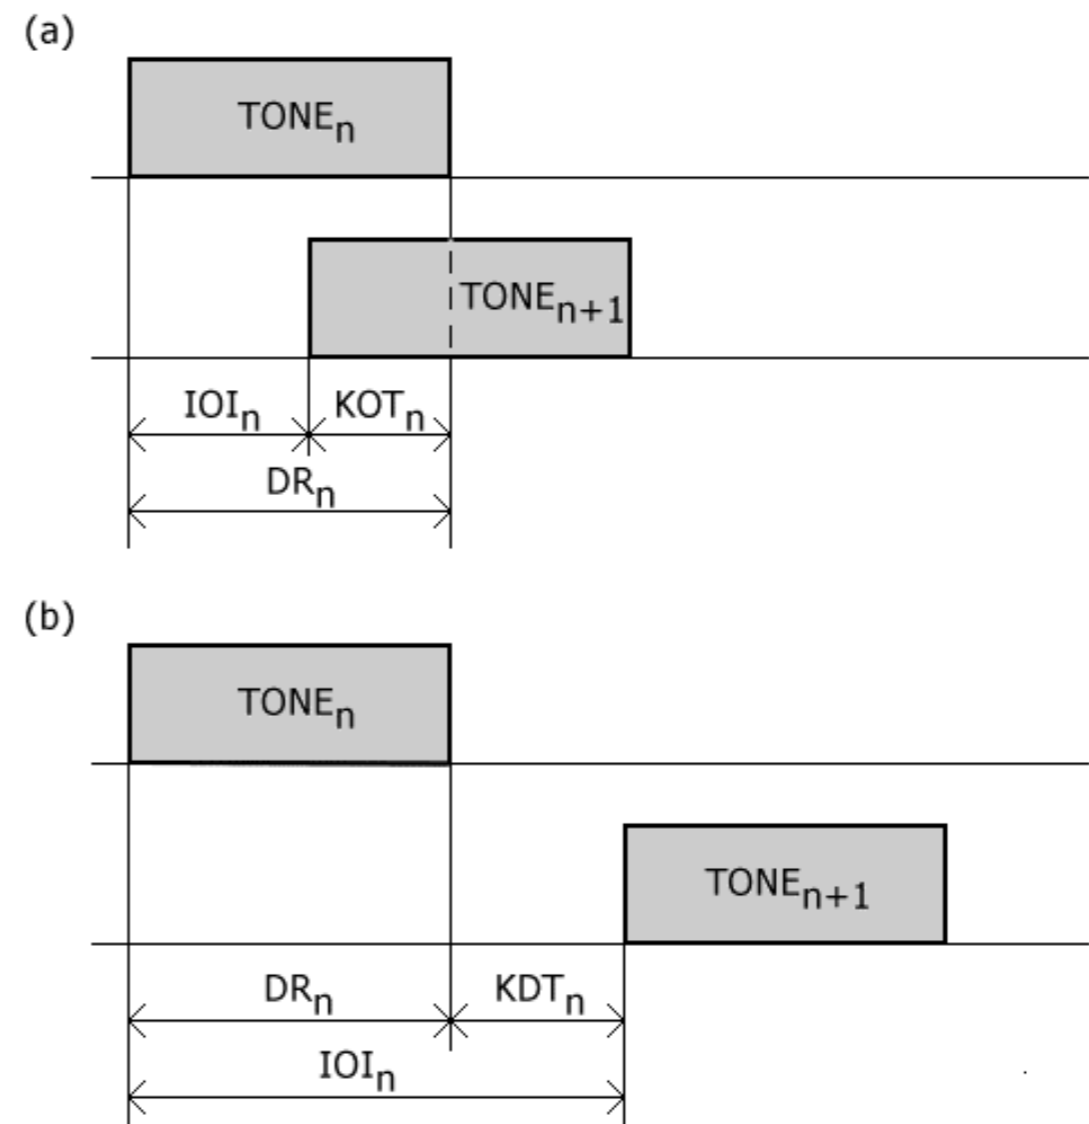 (a)
TONEn
TONEn+1
IOIn KOTn
DRn
(b)
TONEn
TONEn+1
DRn KDTn
IOIn